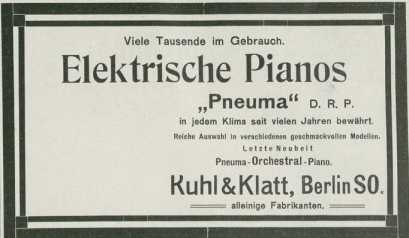 Viele Tausende im Gebrauch.
Elektrische Pianos
„Pneuma“ D. R. P.
in jedem Klima seit vielen Jahren bewährt.
Reiche Auswahl in verschiedenen geschmackvollen Modellen.
Letzte Neuheit
Pneuma-Orchestral-Piano.
Kuhl & Klatt, Berlin SO.
alleinige Fabrikanten.